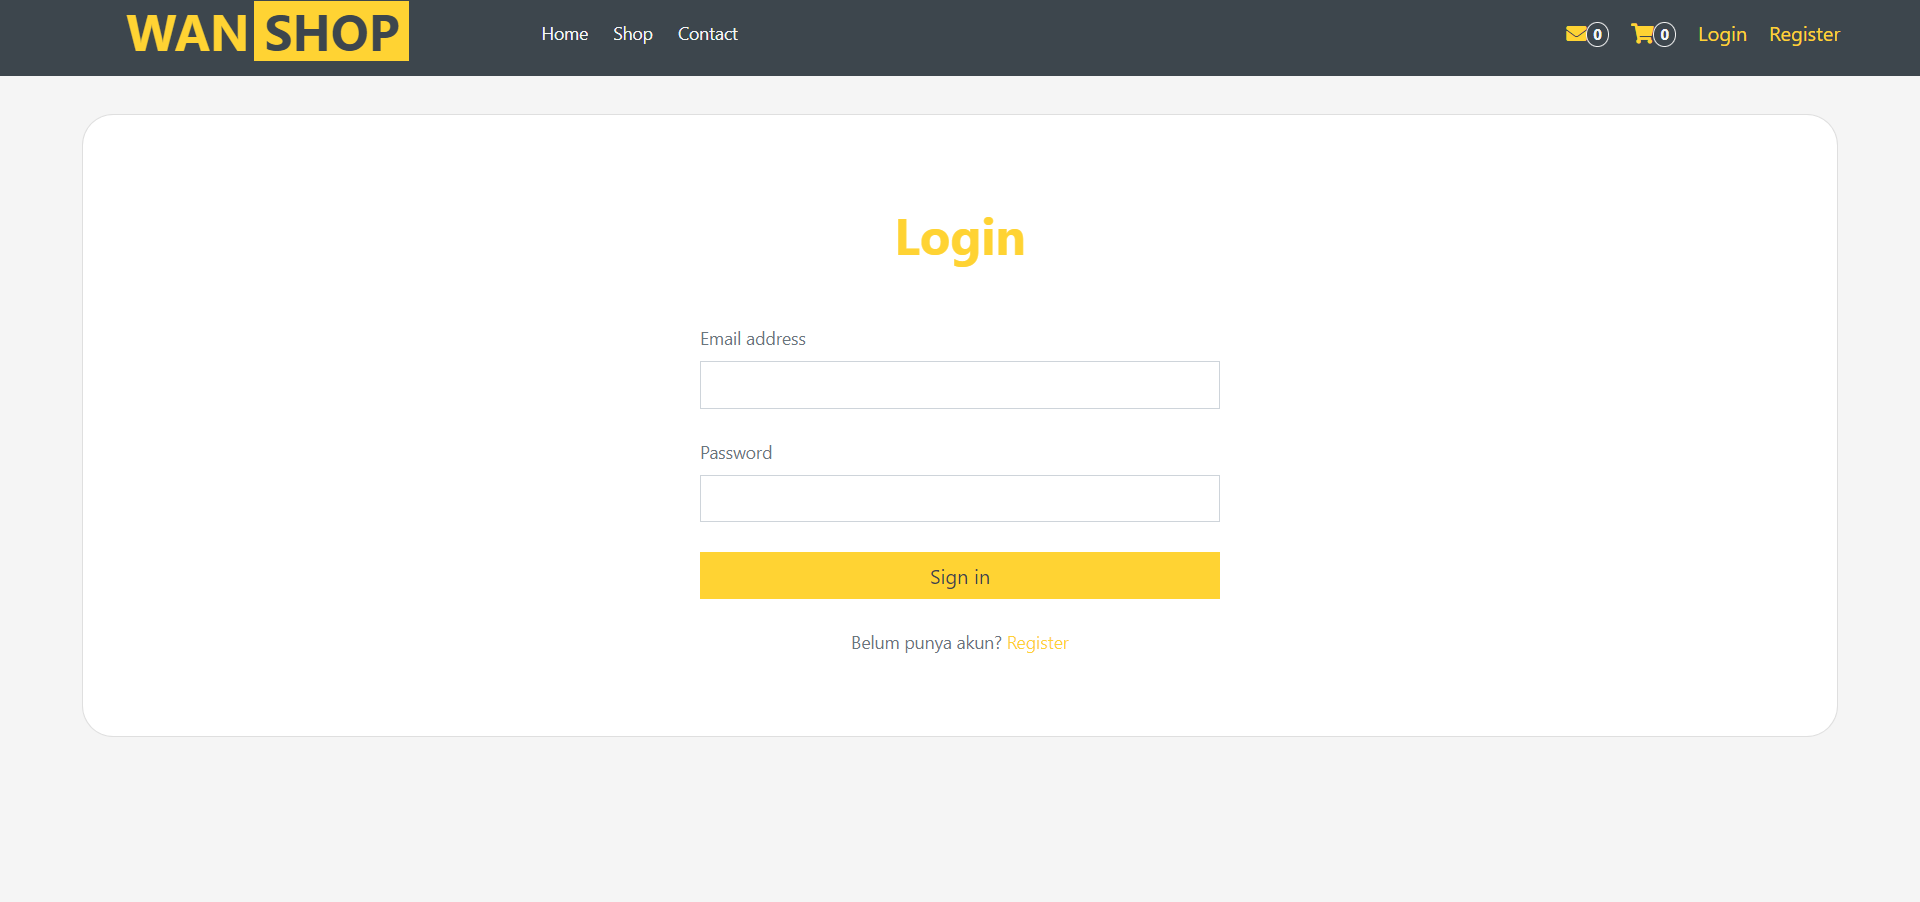 WAN SHOP Home Shop Contact 0 0 Login Register
Login
Email address
Password
Sign in
Belum punya akun? Register